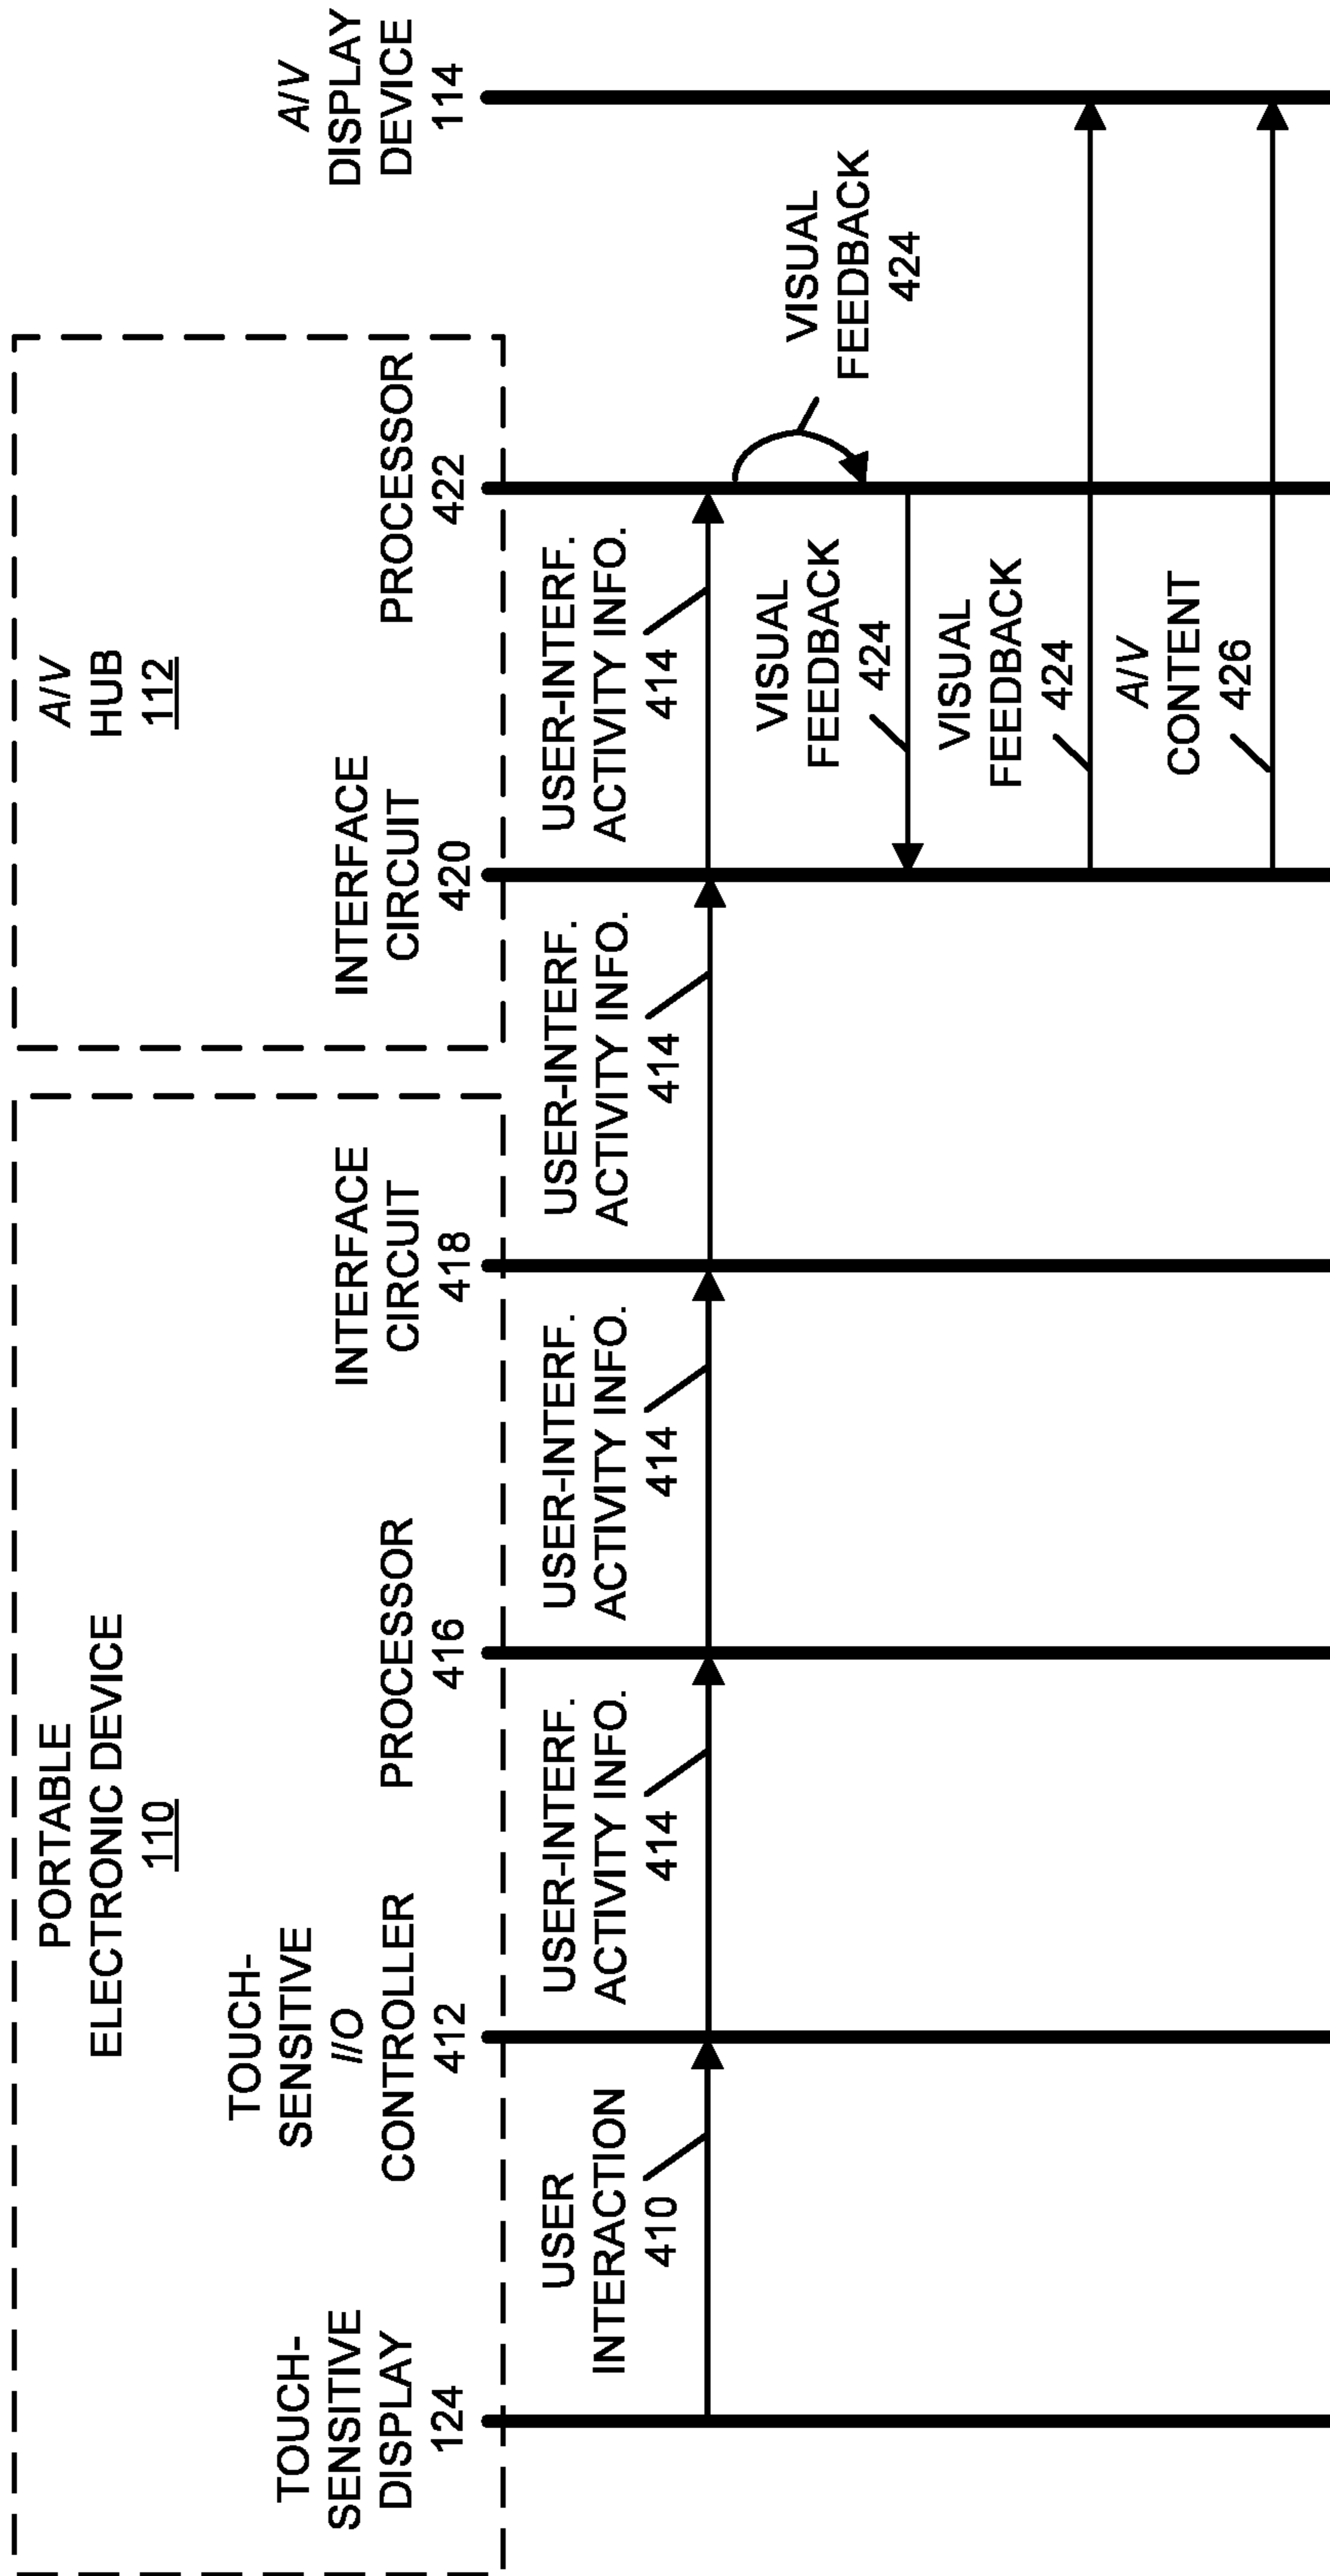 PORTABLE
ELECTRONIC DEVICE
110
A/V
HUB
112
TOUCH-
SENSITIVE
DISPLAY
124
TOUCH-
SENSITIVE
I/O
CONTROLLER
412
PROCESSOR
416
INTERFACE
CIRCUIT
418
INTERFACE
CIRCUIT
420
PROCESSOR
422
A/V
DISPLAY
DEVICE
114
USER
INTERACTION
410
USER-INTERF.
ACTIVITY INFO.
414
USER-INTERF.
ACTIVITY INFO.
414
USER-INTERF.
ACTIVITY INFO.
414
USER-INTERF.
ACTIVITY INFO.
414
VISUAL
FEEDBACK
424
VISUAL
FEEDBACK
424
VISUAL
FEEDBACK
424
A/V
CONTENT
426